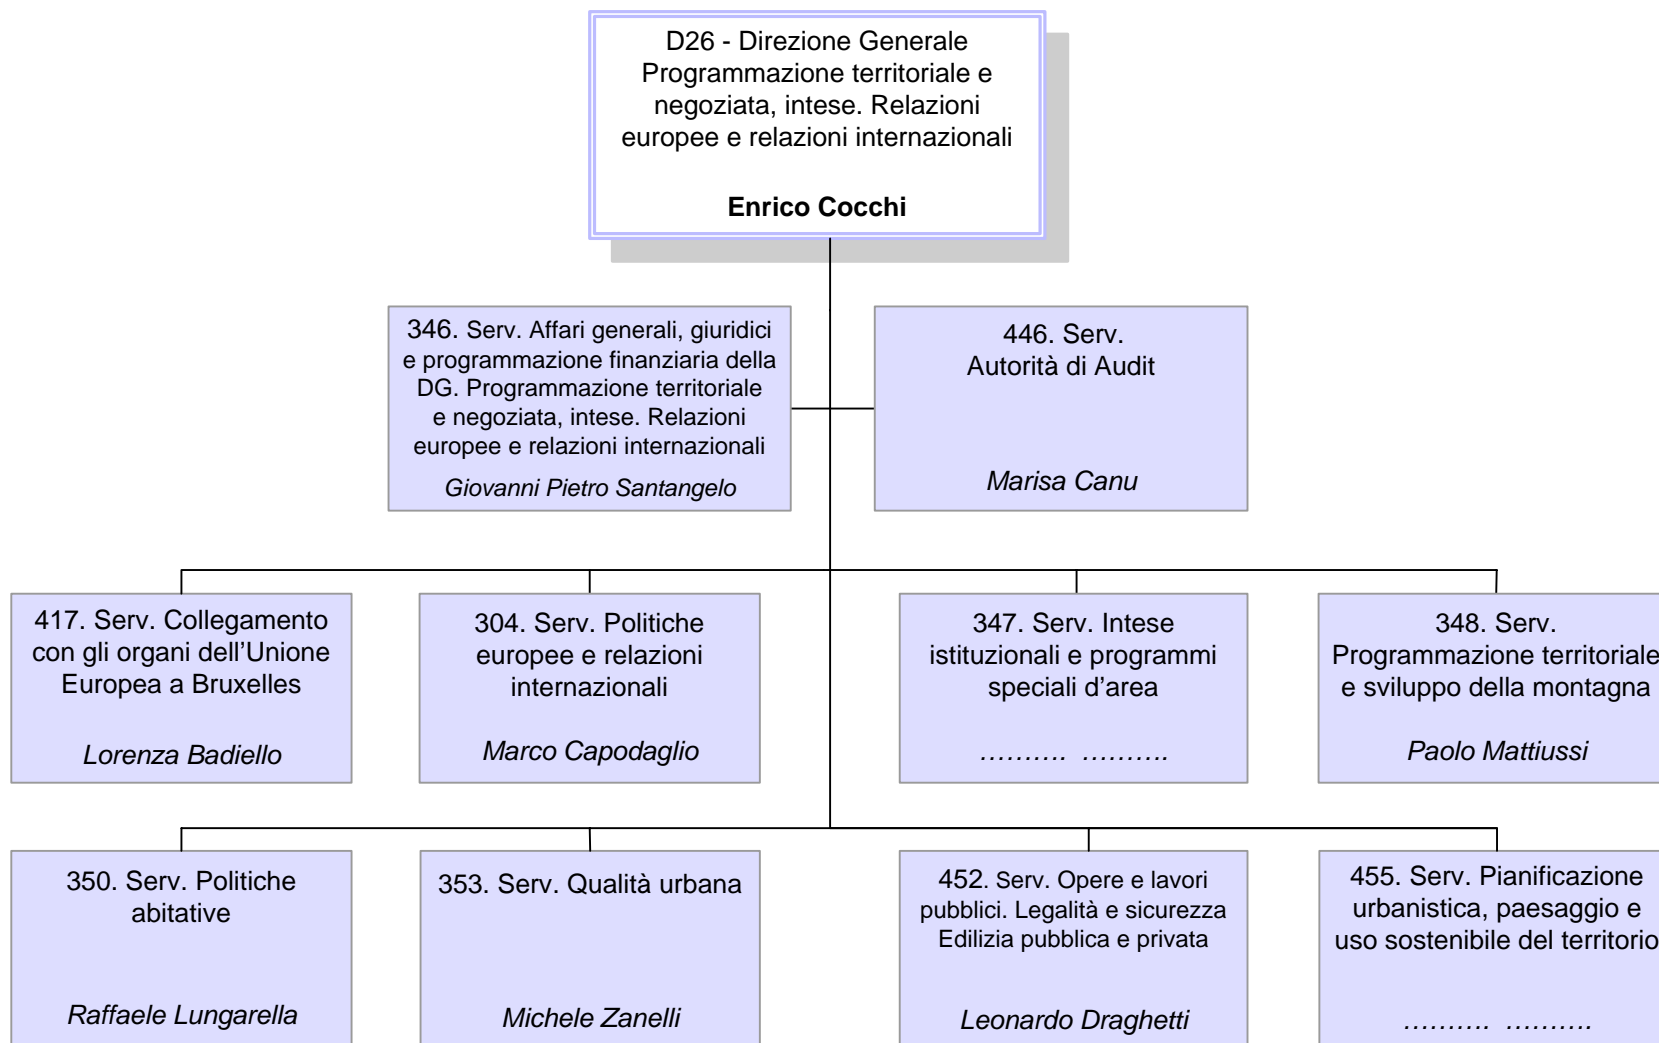 D26 - Direzione Generale
Programmazione territoriale e
negoziata, intese. Relazioni
europee e relazioni internazionali
Enrico Cocchi
346. Serv. Affari generali, giuridici
e programmazione finanziaria della
DG. Programmazione territoriale
e negoziata, intese. Relazioni
europee e relazioni internazionali
Giovanni Pietro Santangelo
446. Serv.
Autorità di Audit
Marisa Canu
417. Serv. Collegamento
con gli organi dell’Unione
Europea a Bruxelles
Lorenza Badiello
304. Serv. Politiche
europee e relazioni
internazionali
Marco Capodaglio
347. Serv. Intese
istituzionali e programmi
speciali d’area
………. ……….
348. Serv.
Programmazione territoriale
e sviluppo della montagna
Paolo Mattiussi
350. Serv. Politiche
abitative
Raffaele Lungarella
353. Serv. Qualità urbana
Michele Zanelli
452. Serv. Opere e lavori
pubblici. Legalità e sicurezza
Edilizia pubblica e privata
Leonardo Draghetti
455. Serv. Pianificazione
urbanistica, paesaggio e
uso sostenibile del territorio
………. ……….